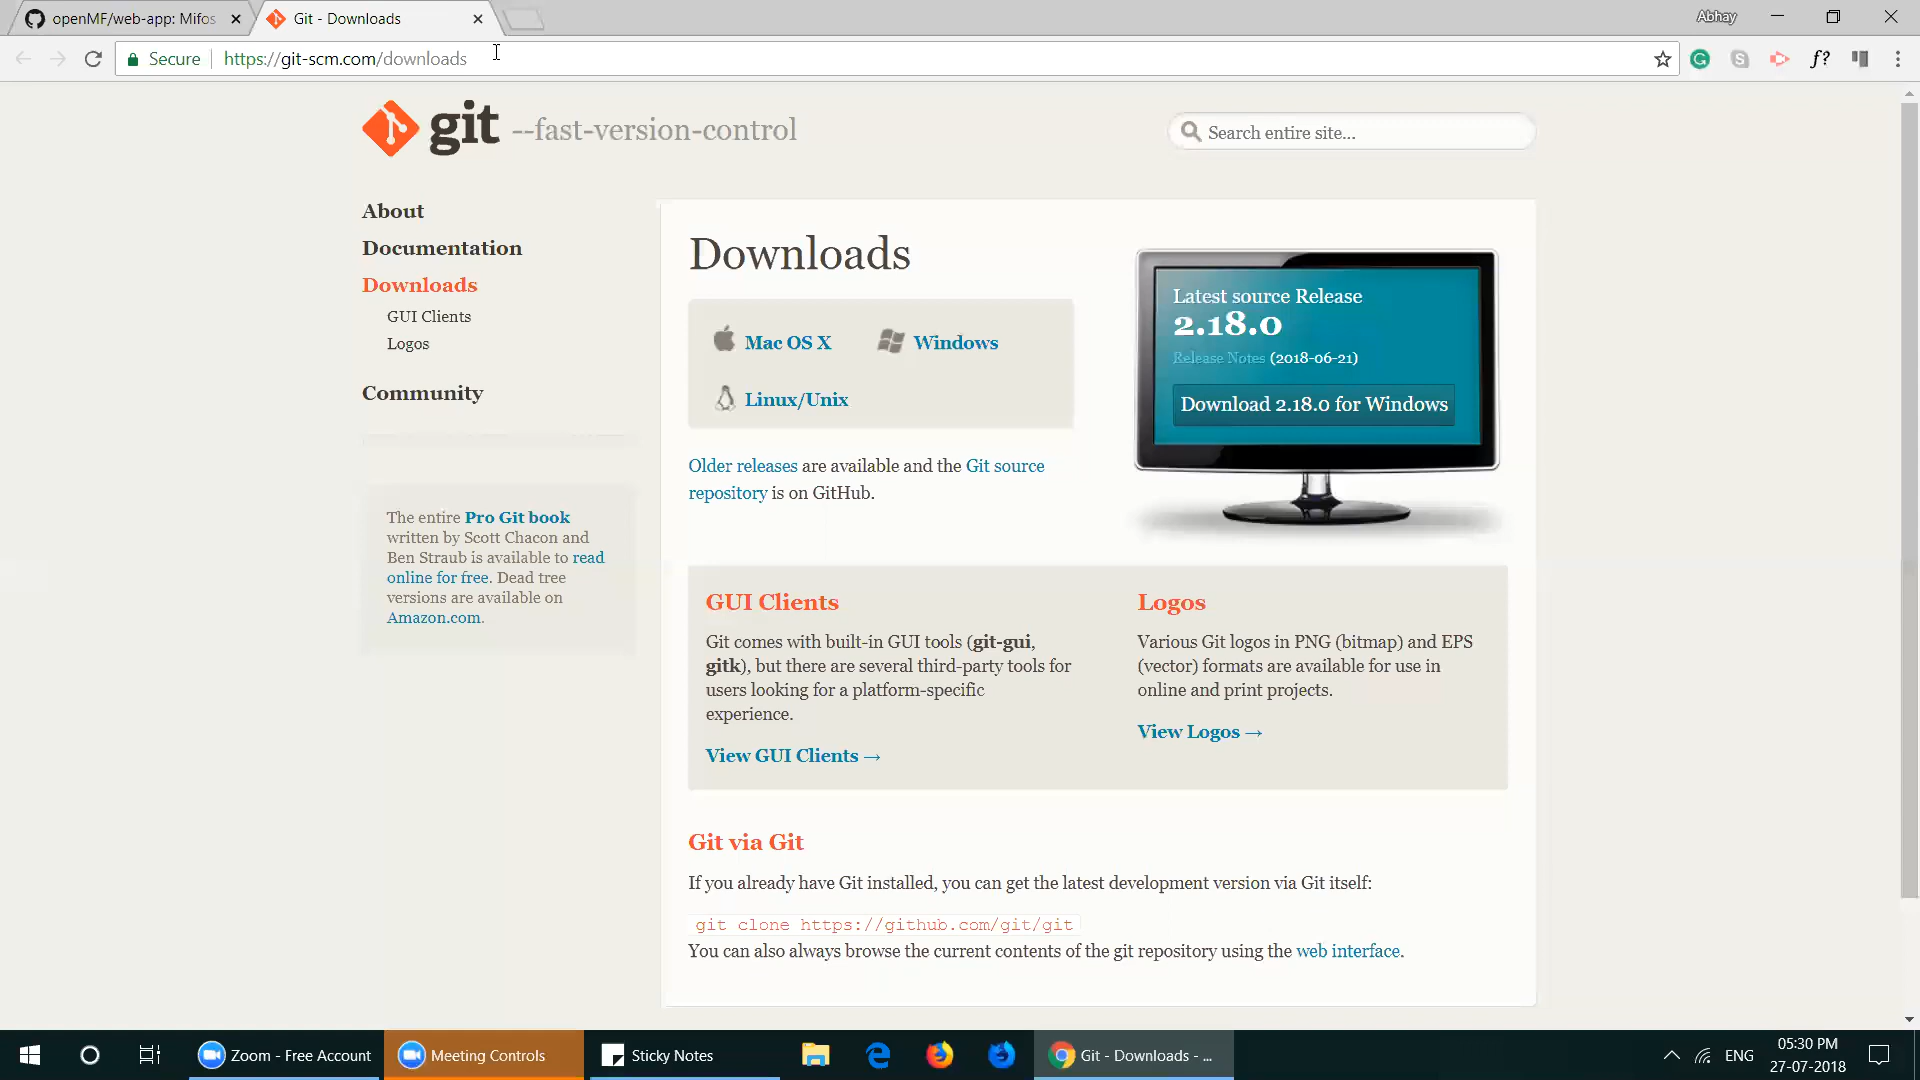 openMF/web-app: Mifos
Git - Downloads
Abhay
Secure
https://git-scm.com/downloads
f?
git --fast-version-control
Search entire site...
About
Documentation
Downloads
GUI Clients
Logos
Community
The entire Pro Git book
written by Scott Chacon and
Ben Straub is available to read
online for free. Dead tree
versions are available on
Amazon.com.
Downloads
Mac OS X
Windows
Linux/Unix
Older releases are available and the Git source
repository is on GitHub.
Latest source Release
2.18.0
Release Notes (2018-06-21)
Download 2.18.0 for Windows
GUI Clients
Git comes with built-in GUI tools (git-gui,
gitk), but there are several third-party tools for
users looking for a platform-specific
experience.
View GUI Clients →
Logos
Various Git logos in PNG (bitmap) and EPS
(vector) formats are available for use in
online and print projects.
View Logos →
Git via Git
If you already have Git installed, you can get the latest development version via Git itself:
git clone https://github.com/git/git
You can also always browse the current contents of the git repository using the web interface.
Zoom - Free Account
Meeting Controls
Sticky Notes
Git - Downloads - ...
ENG
05:30 PM
27-07-2018